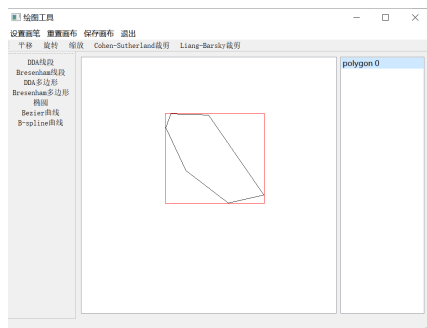 绘图工具
设置画笔 重置画布 保存画布 退出
平移 旋转 缩放 Cohen-Sutherland裁剪 Liang-Barsky裁剪
DDA线段
Bresenham线段
DDA多边形
Bresenham多边形
椭圆
Bezier曲线
B-spline曲线
polygon 0